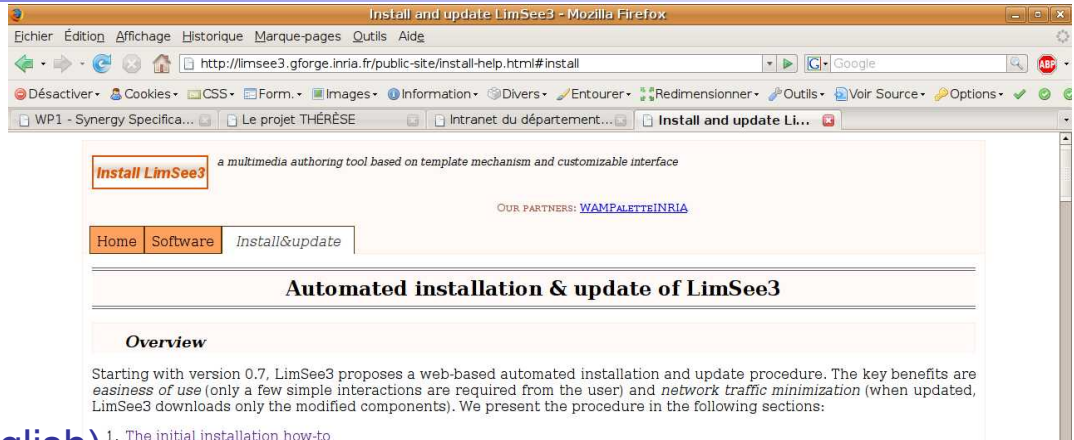 Install and update LimSee3 - Mozilla Firefox
Eichier Édition Affichage Historique Marque-pages Outils Aide
http://limsee3.gforge.inria.fr/public-site/install-help.html#install
Google
ABP
Désactiver Cookies CSS Form. Images Information Divers Entourer Redimensionner Outils Voir Source Options
WP1 - Synergy Specifica... Le projet THÉRÈSE Intranet du département... Install and update Li...
Install LimSee3 a multimedia authoring tool based on template mechanism and customizable interface
OUR PARTNERS: WAMPALETTEINRIA
Home Software Install&update
Automated installation & update of LimSee3
Overview
Starting with version 0.7, LimSee3 proposes a web-based automated installation and update procedure. The key benefits are
easiness of use (only a few simple interactions are required from the user) and network traffic minimization (when updated,
LimSee3 downloads only the modified components). We present the procedure in the following sections:
1. The initial installation how-to